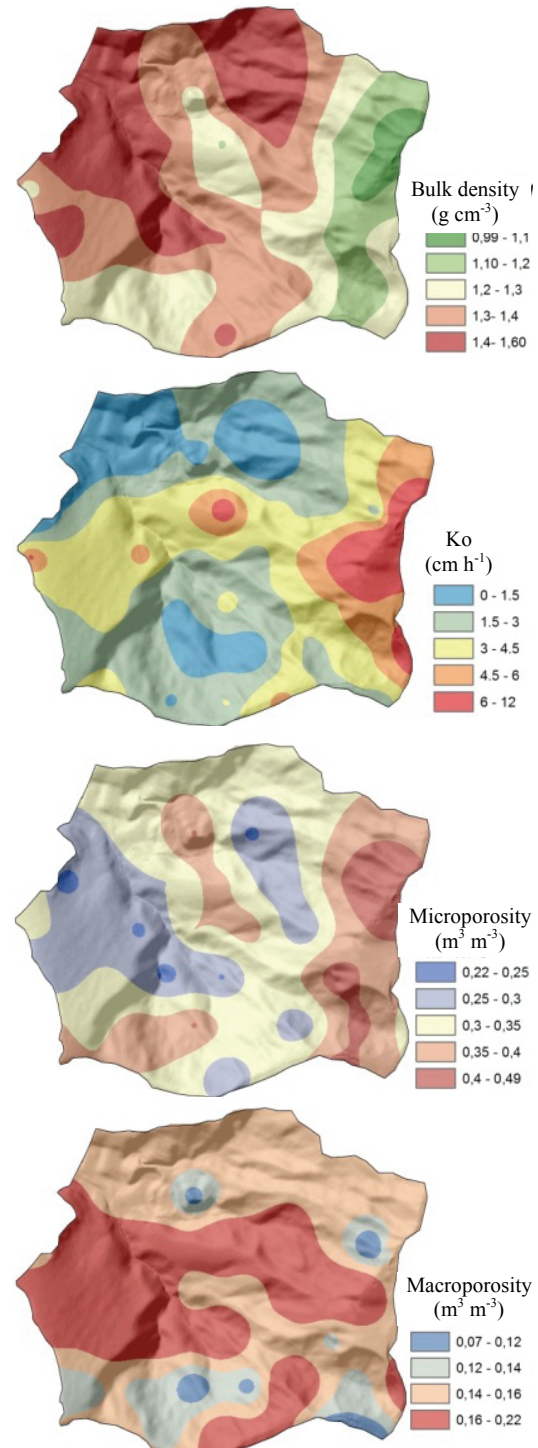 Bulk density
(g cm⁻³)
0,99 - 1,1
1,10 - 1,2
1,2 - 1,3
1,3- 1,4
1,4- 1,60
Ko
(cm h⁻¹)
0 - 1.5
1.5 - 3
3 - 4.5
4.5 - 6
6 - 12
Microporosity
(m³ m⁻³)
0,22 - 0,25
0,25 - 0,3
0,3 - 0,35
0,35 - 0,4
0,4 - 0,49
Macroporosity
(m³ m⁻³)
0,07 - 0,12
0,12 - 0,14
0,14 - 0,16
0,16 - 0,22